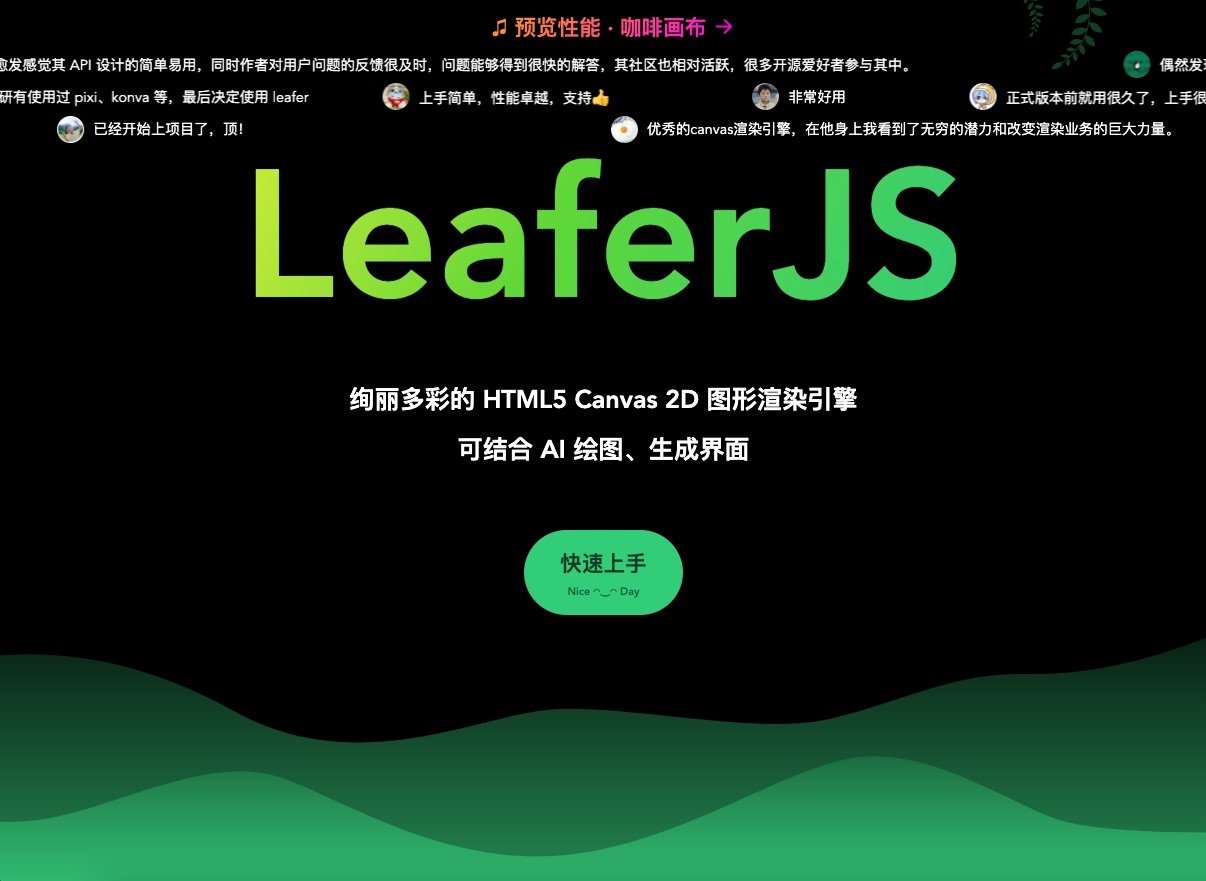 ♫ 预览性能 · 咖啡画布 →
愈发感觉其 API 设计的简单易用，同时作者对用户问题的反馈很及时，问题能够得到很快的解答，其社区也相对活跃，很多开源爱好者参与其中。 偶然发现
研有使用过 pixi、konva 等，最后决定使用 leafer 上手简单，性能卓越，支持👍 非常好用 正式版本前就用很久了，上手很
已经开始上项目了，顶！ 优秀的canvas渲染引擎，在他身上我看到了无穷的潜力和改变渲染业务的巨大力量。
LeaferJS
绚丽多彩的 HTML5 Canvas 2D 图形渲染引擎
可结合 AI 绘图、生成界面
快速上手
Nice ◠‿◠ Day